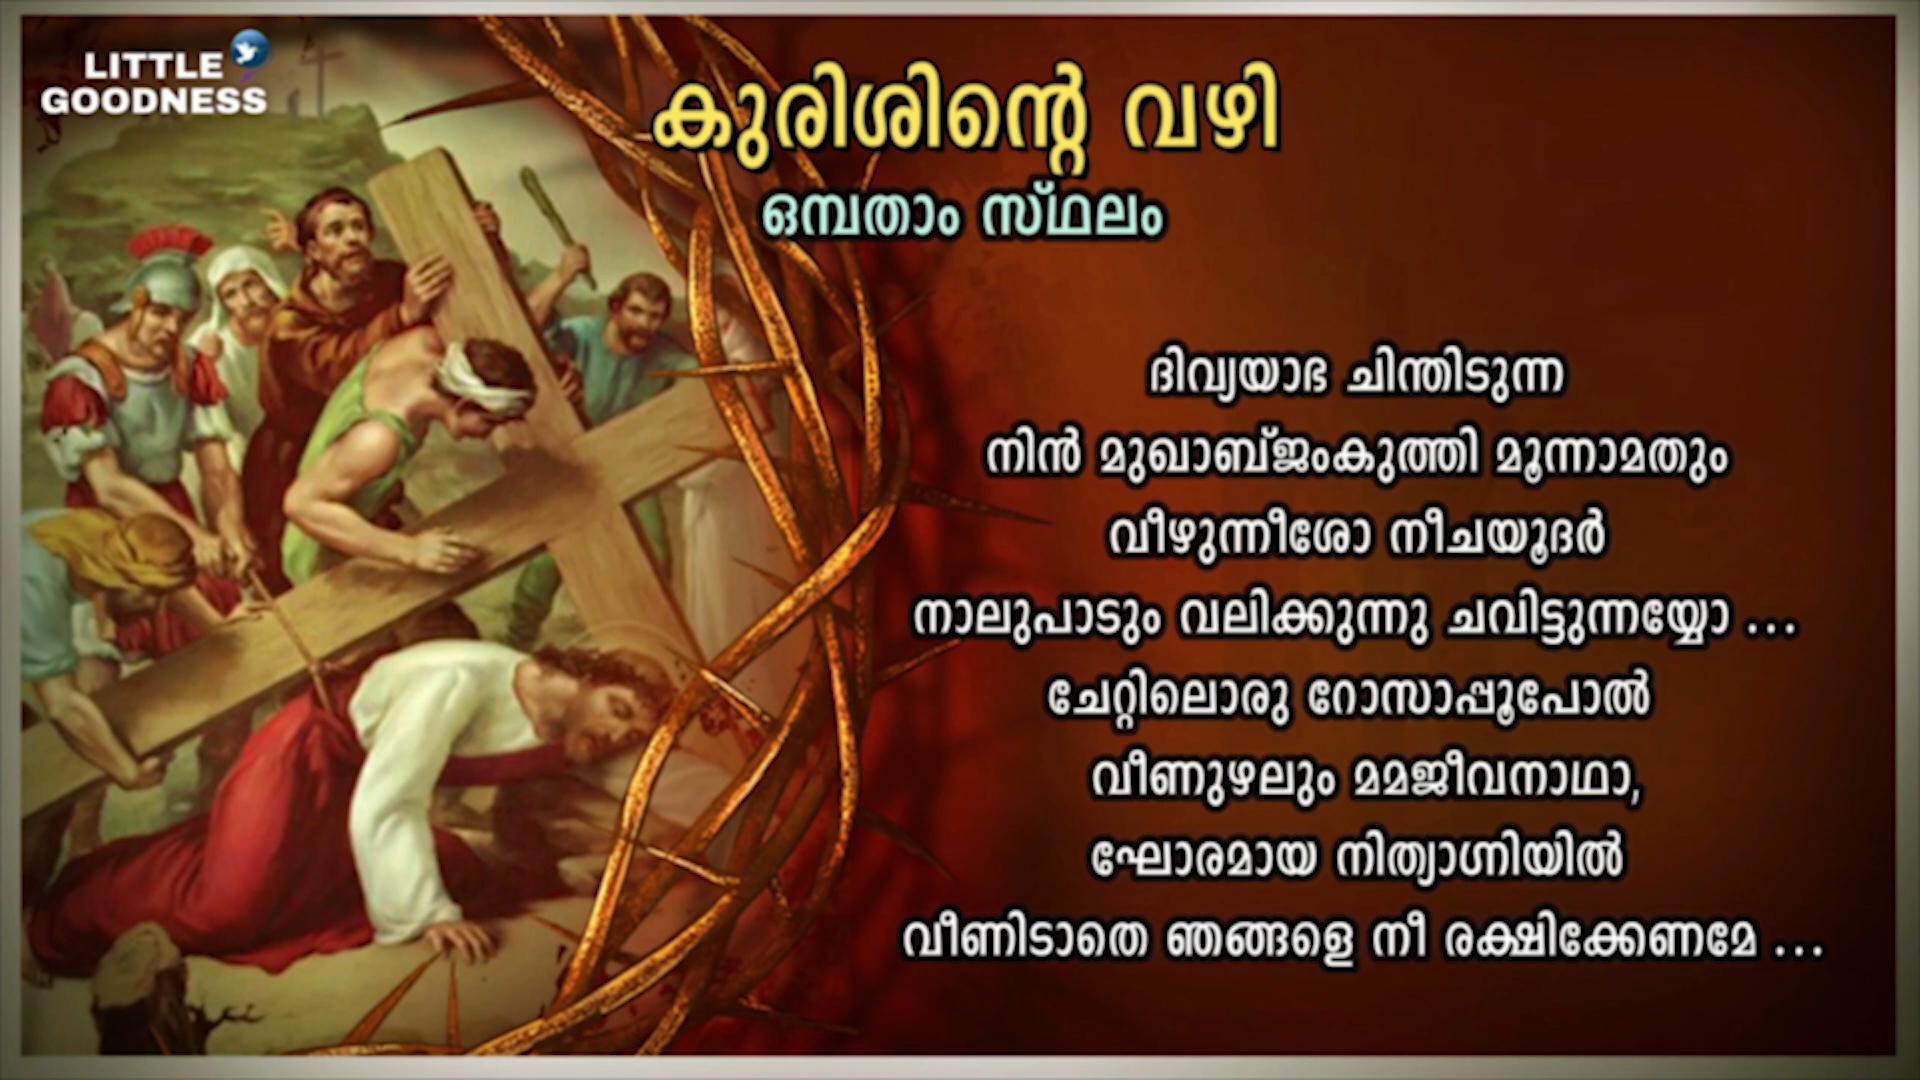 LITTLE
GOODNESS
കുരിശിന്റെ വഴി
ഒമ്പതാം സ്ഥലം
ദിവ്യയാഭ ചിന്തിടുന്ന
നിൻ മുഖാബ്ജംകുത്തി മൂന്നാമതും
വീഴുന്നീശോ നീചയൂദർ
നാലുപാടും വലിക്കുന്നു ചവിട്ടുന്നയ്യോ ...
ചേറ്റിലൊരു റോസാപ്പൂപോൽ
വീണുഴലും മമജീവനാഥാ,
ഘോരമായ നിത്യാഗ്നിയിൽ
വീണിടാതെ ഞങ്ങളെ നീ രക്ഷിക്കേണമേ ...